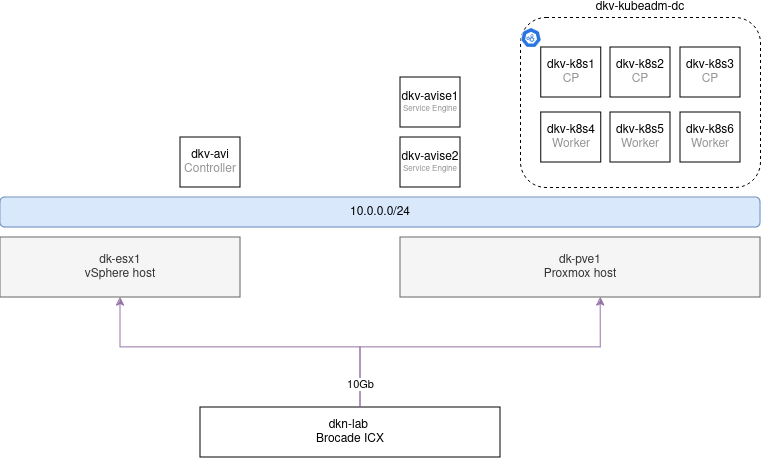 dkv-kubeadm-dc
dkv-k8s1
CP
dkv-k8s2
CP
dkv-k8s3
CP
dkv-avise1
Service Engine
dkv-k8s4
Worker
dkv-k8s5
Worker
dkv-k8s6
Worker
dkv-avi
Controller
dkv-avise2
Service Engine
10.0.0.0/24
dk-esx1
vSphere host
dk-pve1
Proxmox host
10Gb
dkn-lab
Brocade ICX